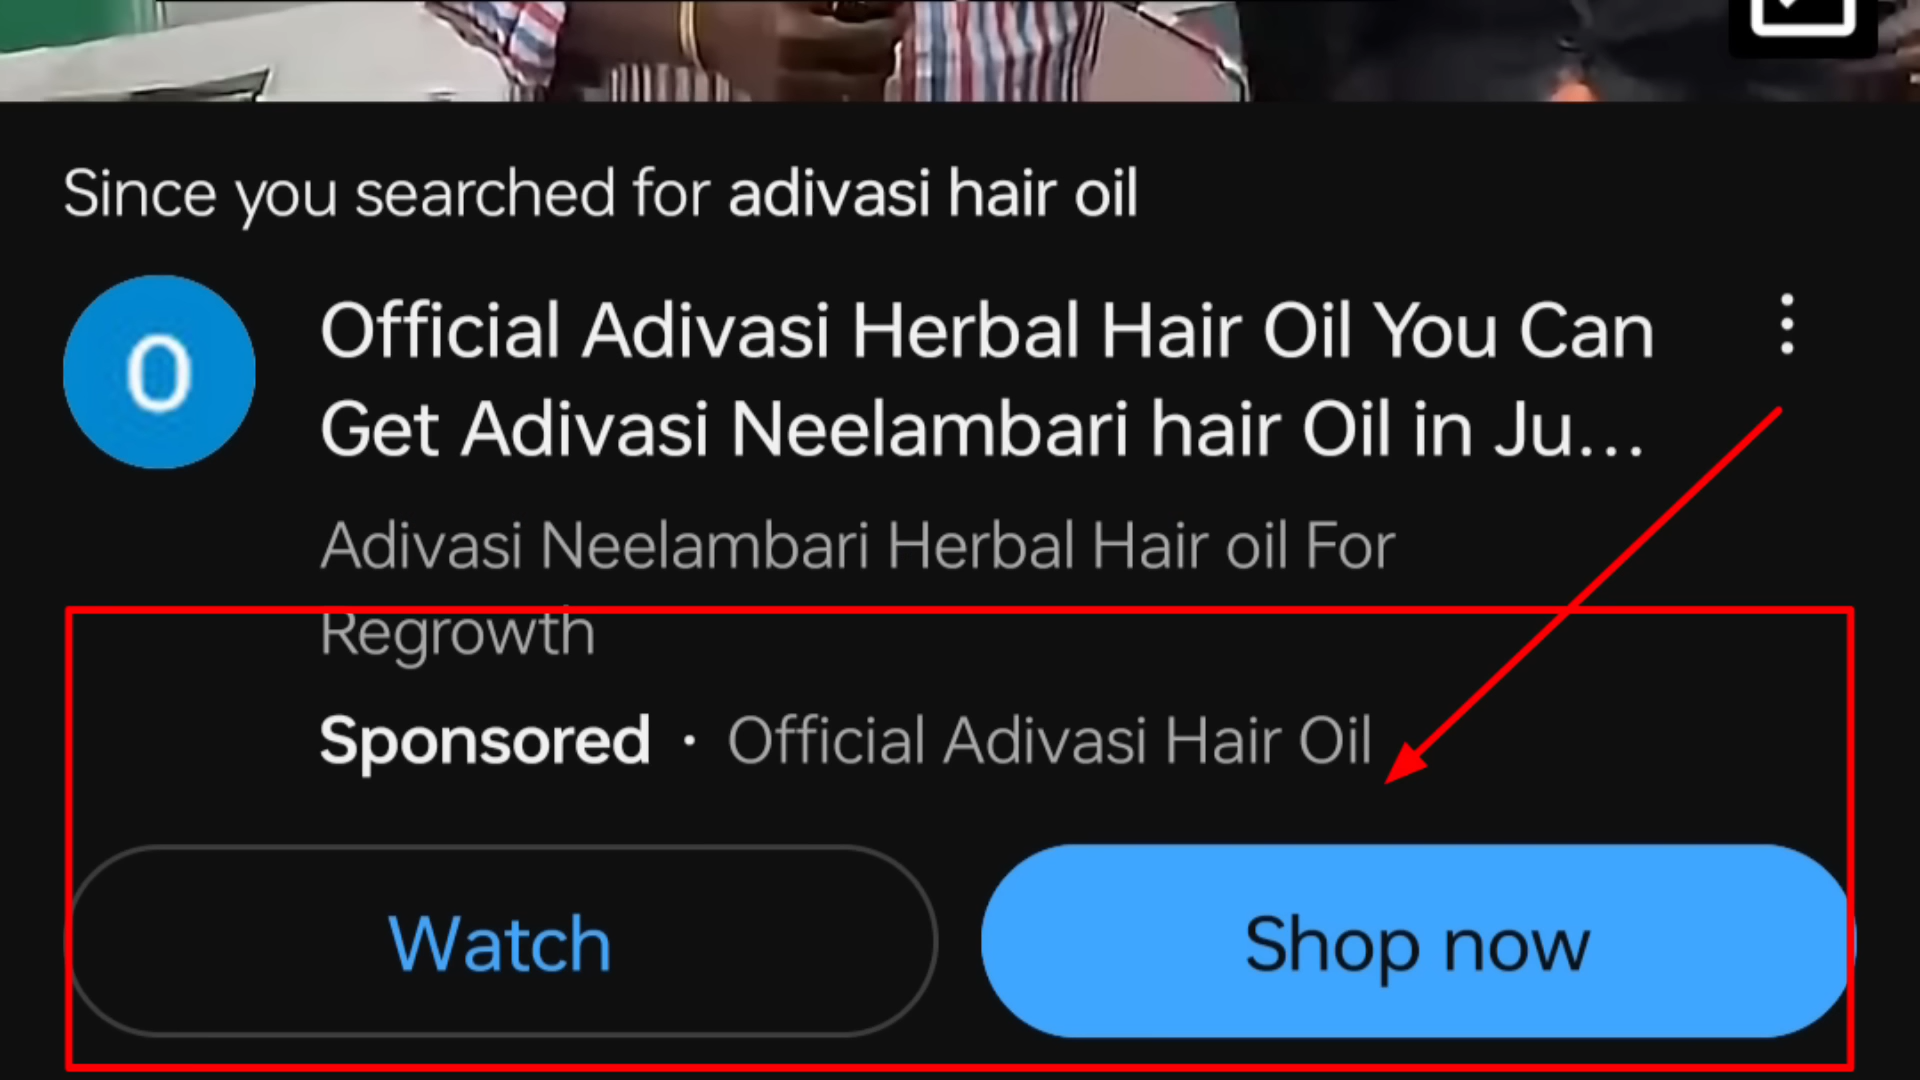 Since you searched for adivasi hair oil
O
Official Adivasi Herbal Hair Oil You Can
Get Adivasi Neelambari hair Oil in Ju...
Adivasi Neelambari Herbal Hair oil For
Regrowth
Sponsored · Official Adivasi Hair Oil
Watch
Shop now